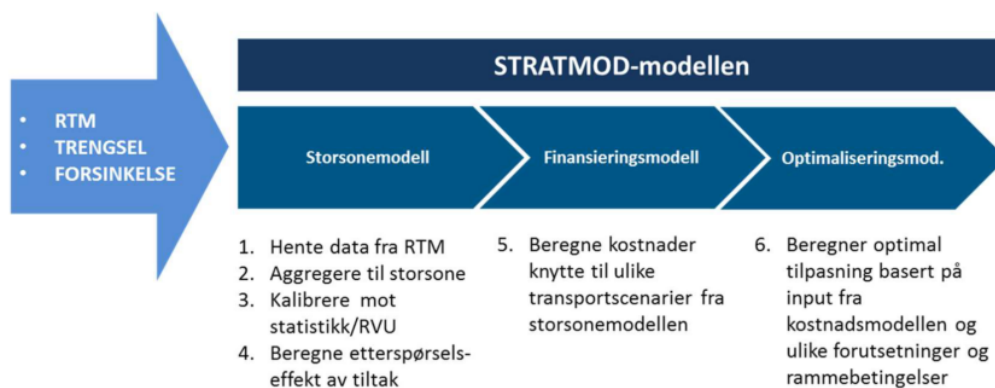 STRATMOD-modellen
• RTM
• TRENGSEL
• FORSINKELSE
Storsonemodell
Finansieringsmodell
Optimaliseringsmod.
1. Hente data fra RTM
2. Aggregere til storsone
3. Kalibrere mot
statistikk/RVU
4. Beregne etterspørsels-
effekt av tiltak
5. Beregne kostnader
knytte til ulike
transportscenarier fra
storsonemodellen
6. Beregner optimal
tilpasning basert på
input fra
kostnadsmodellen og
ulike forutsetninger og
rammebetingelser